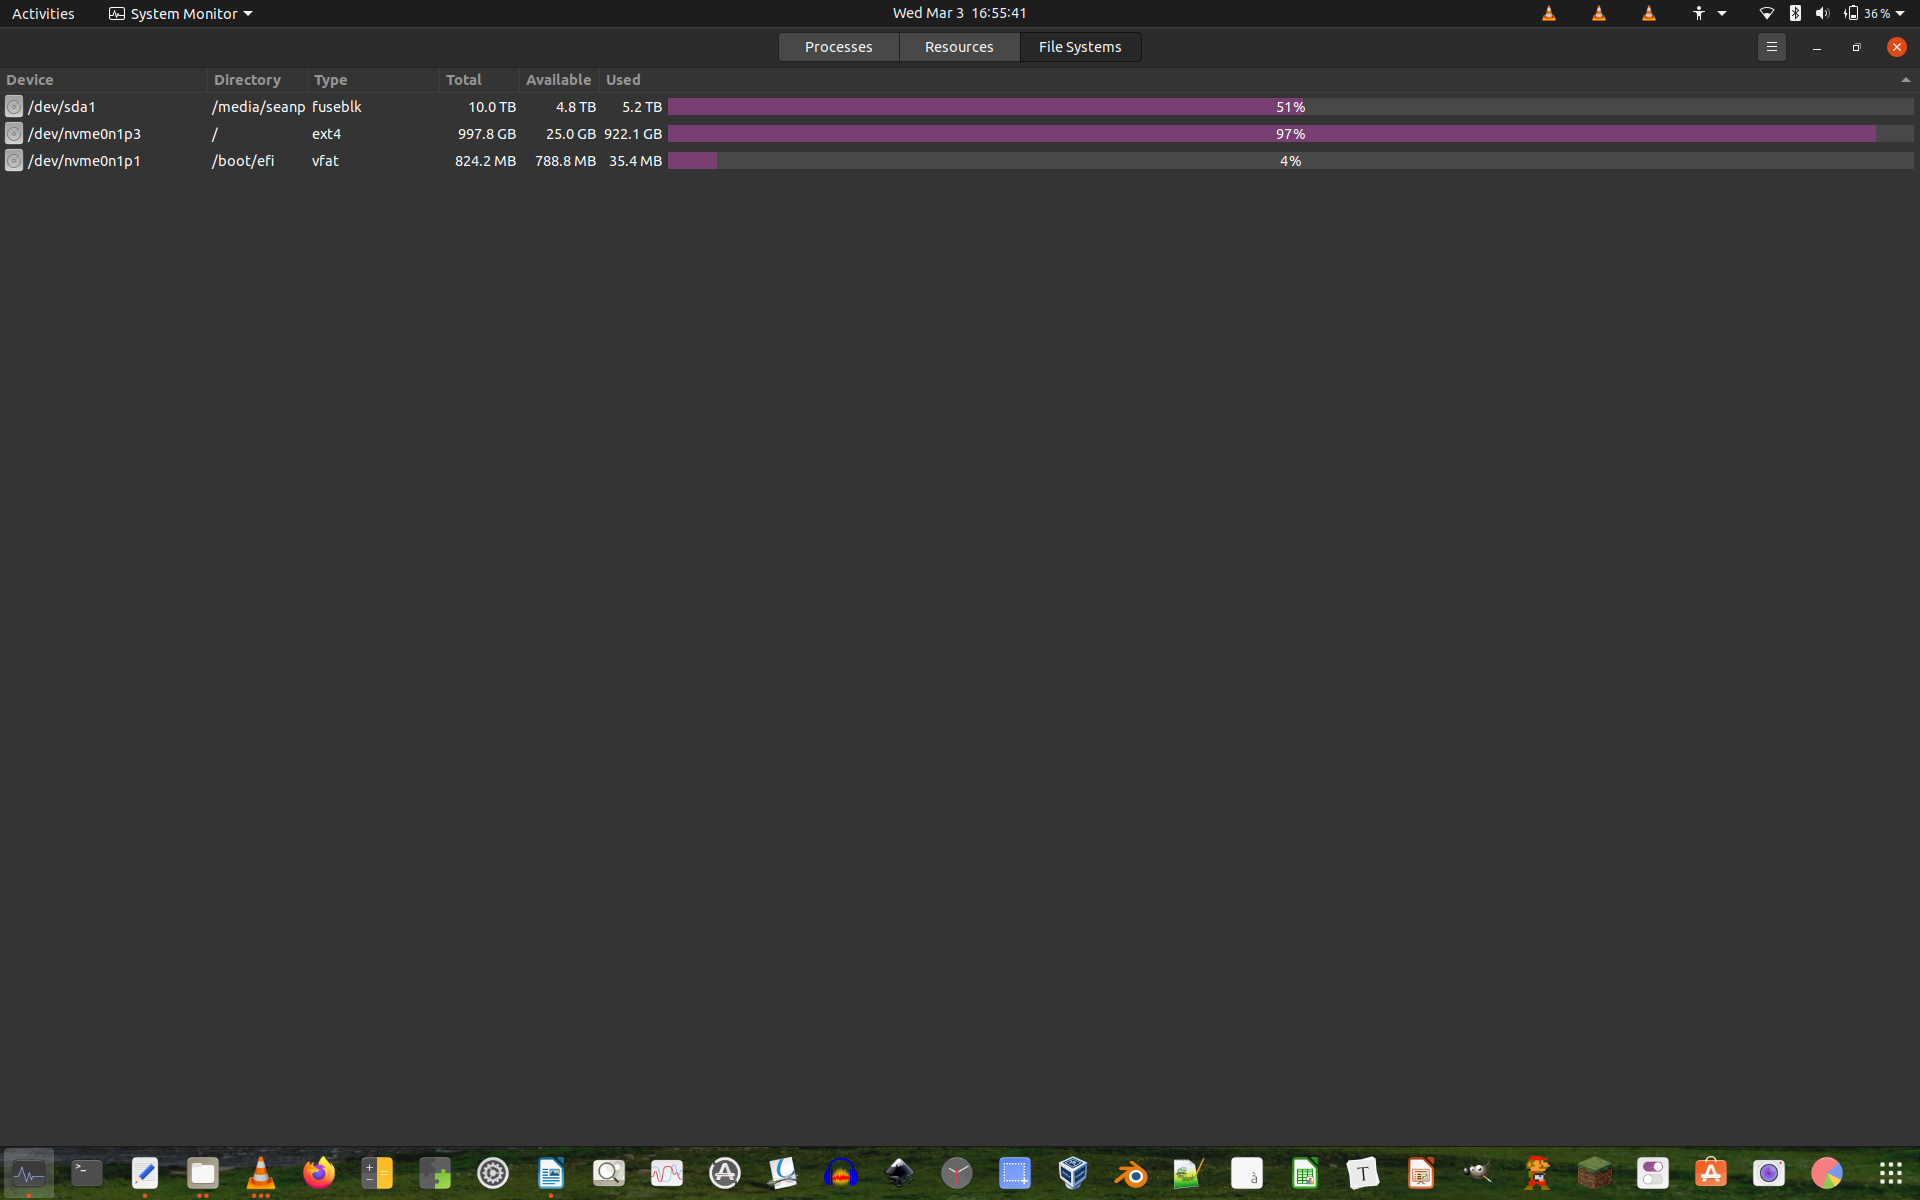 Activities System Monitor Wed Mar 3 16:55:41 36 %
Processes Resources File Systems
Device Directory Type Total Available Used
/dev/sda1 /media/seanp fuseblk 10.0 TB 4.8 TB 5.2 TB 51%
/dev/nvme0n1p3 / ext4 997.8 GB 25.0 GB 922.1 GB 97%
/dev/nvme0n1p1 /boot/efi vfat 824.2 MB 788.8 MB 35.4 MB 4%